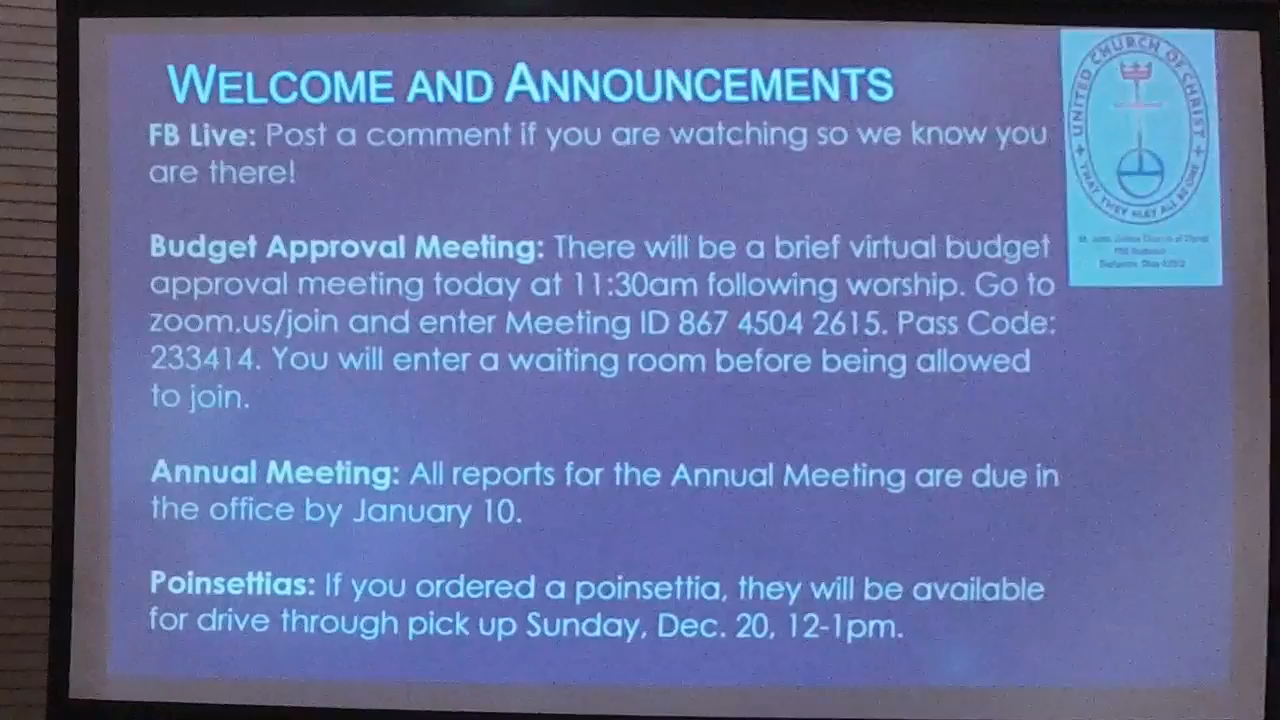 WELCOME AND ANNOUNCEMENTS
FB Live: Post a comment if you are watching so we know you
are there!
Budget Approval Meeting: There will be a brief virtual budget
approval meeting today at 11:30am following worship. Go to
zoom.us/join and enter Meeting ID 867 4504 2615. Pass Code:
233414. You will enter a waiting room before being allowed
to join.
Annual Meeting: All reports for the Annual Meeting are due in
the office by January 10.
Poinsettias: If you ordered a poinsettia, they will be available
for drive through pick up Sunday, Dec. 20, 12-1pm.
UNITED CHURCH OF CHRIST
THAT THEY MAY ALL BE ONE
United Church of Christ